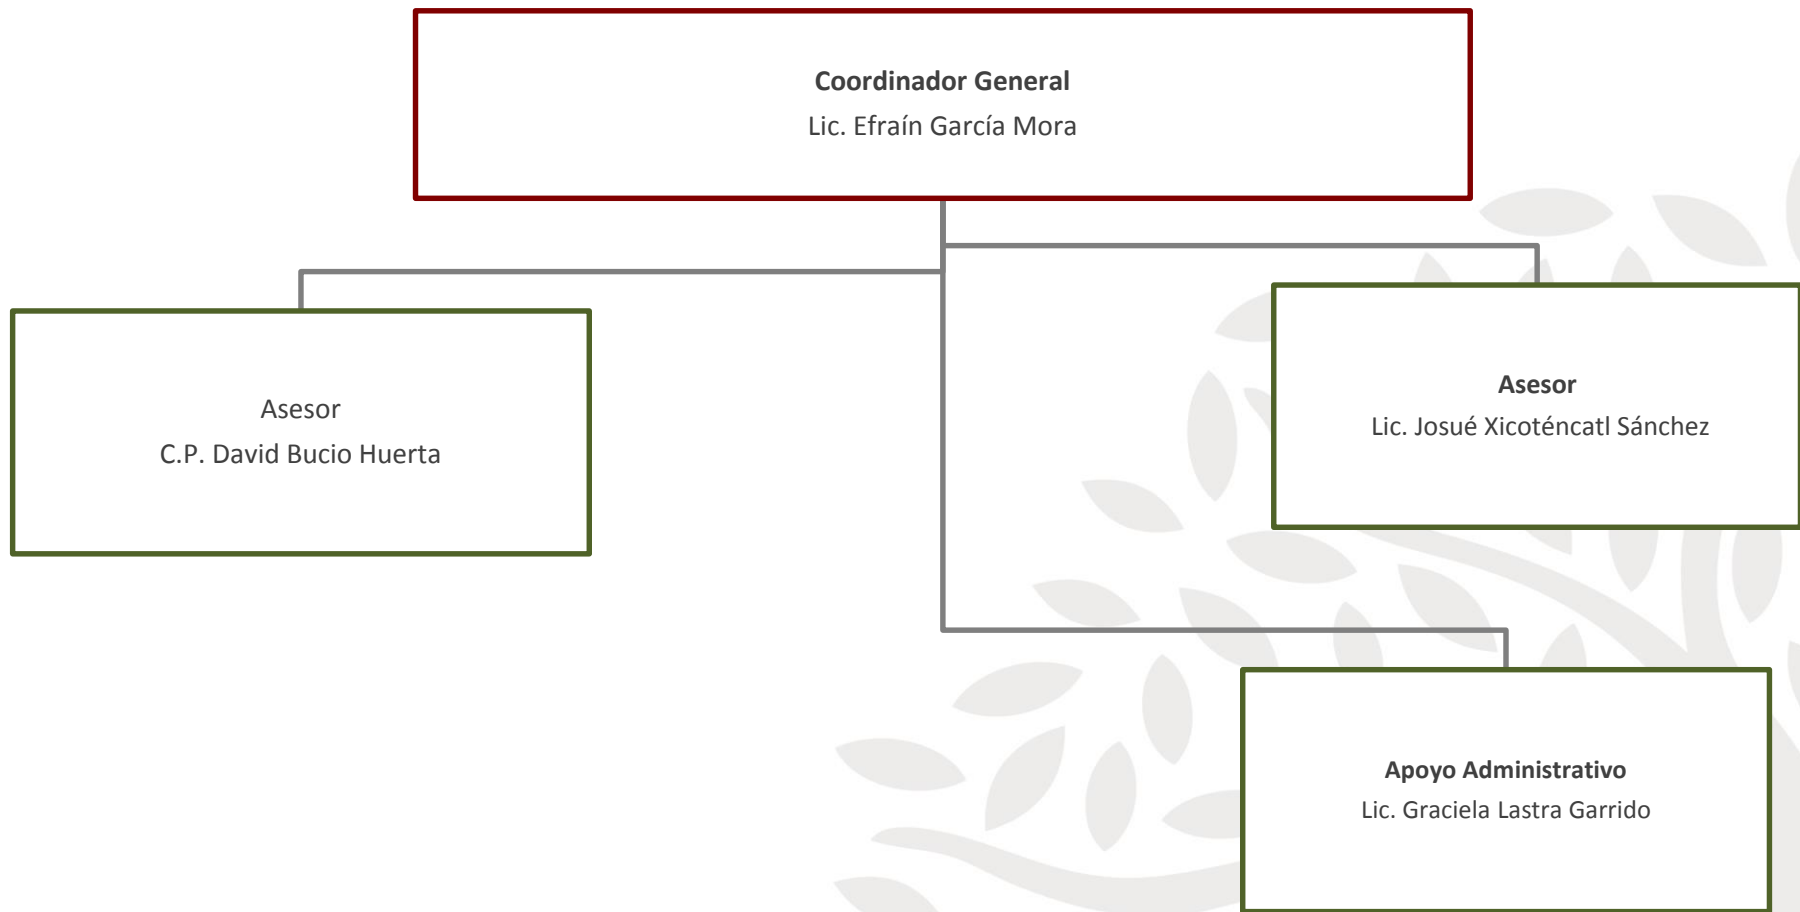 Coordinador General
Lic. Efraín García Mora
Asesor
C.P. David Bucio Huerta
Asesor
Lic. Josué Xicoténcatl Sánchez
Apoyo Administrativo
Lic. Graciela Lastra Garrido